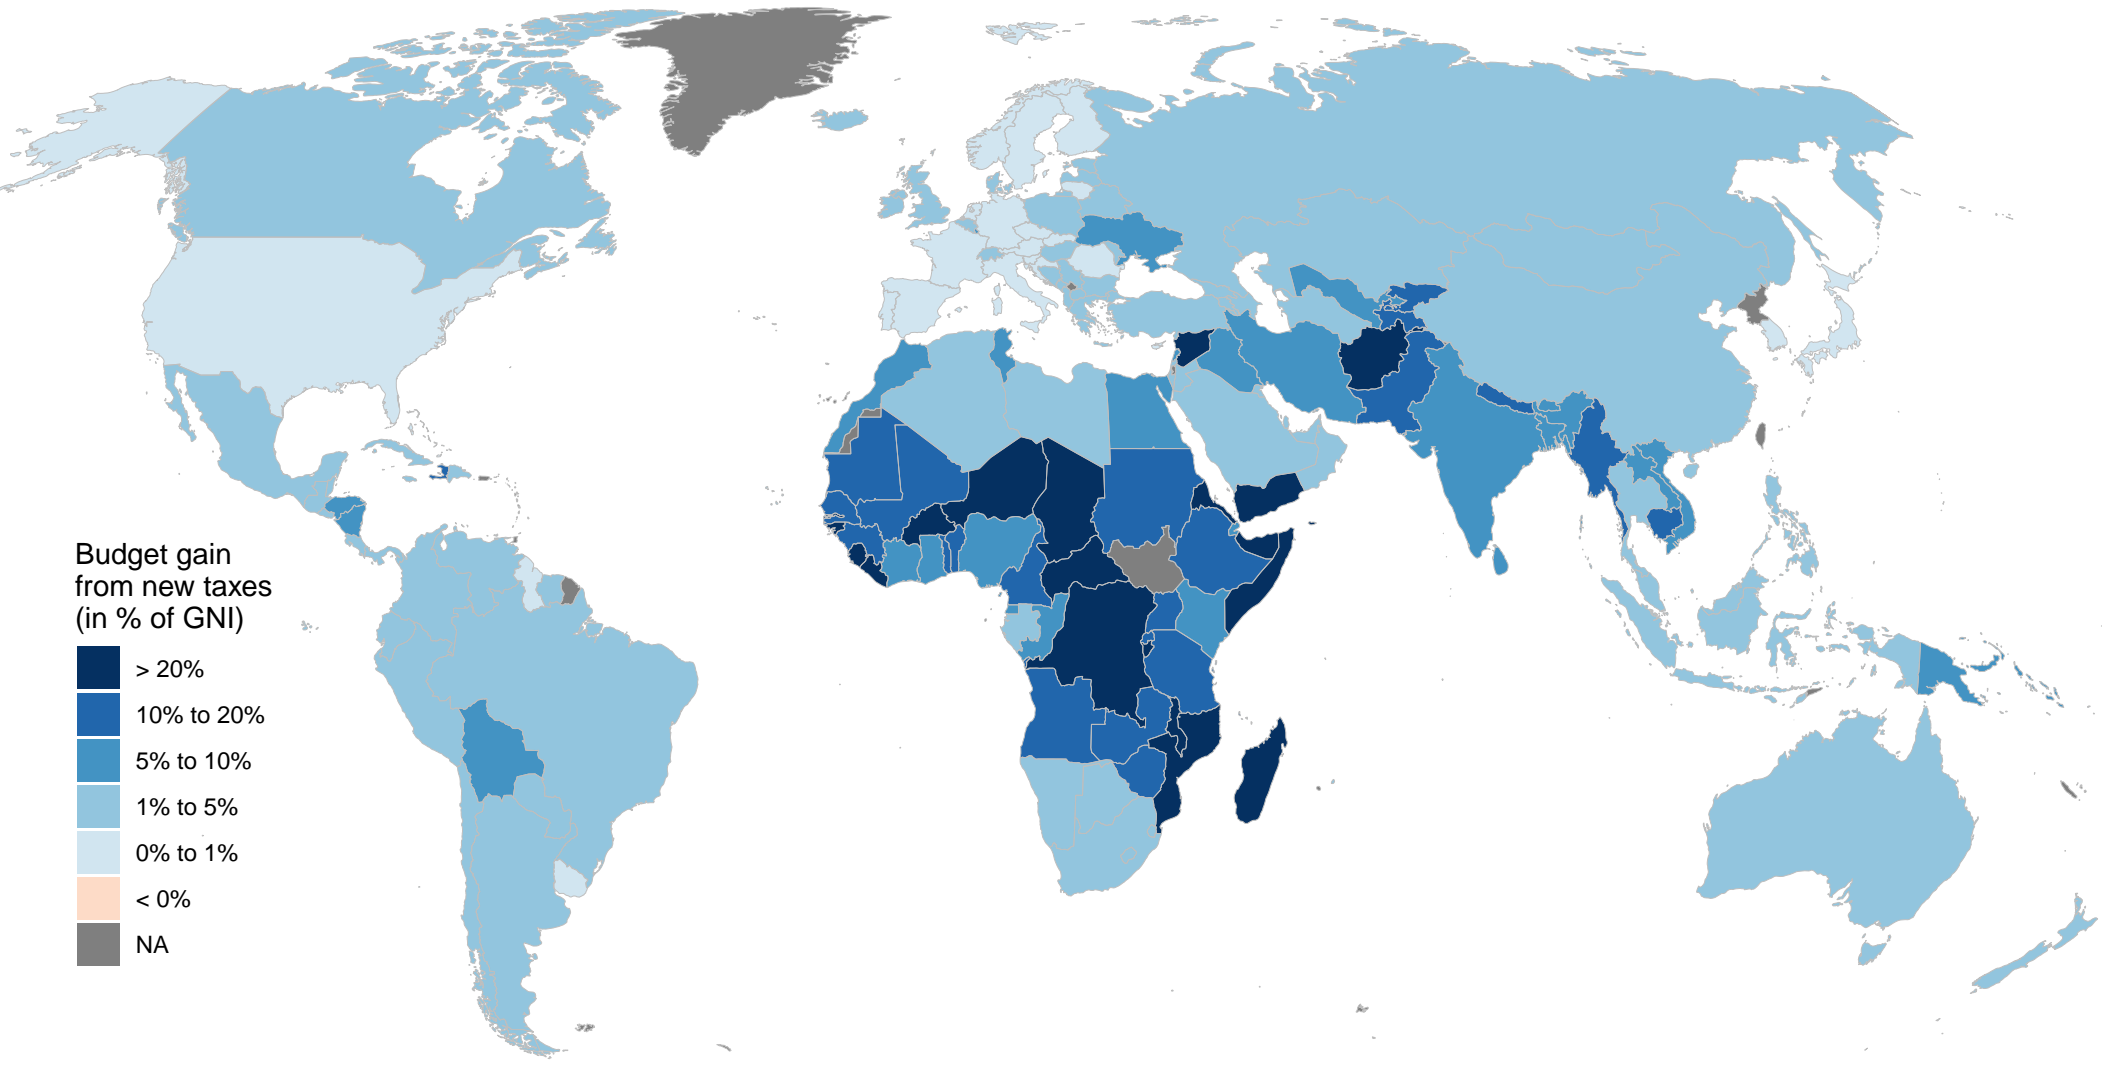 Budget gain
from new taxes
(in % of GNI)
> 20%
10% to 20%
5% to 10%
1% to 5%
0% to 1%
< 0%
NA